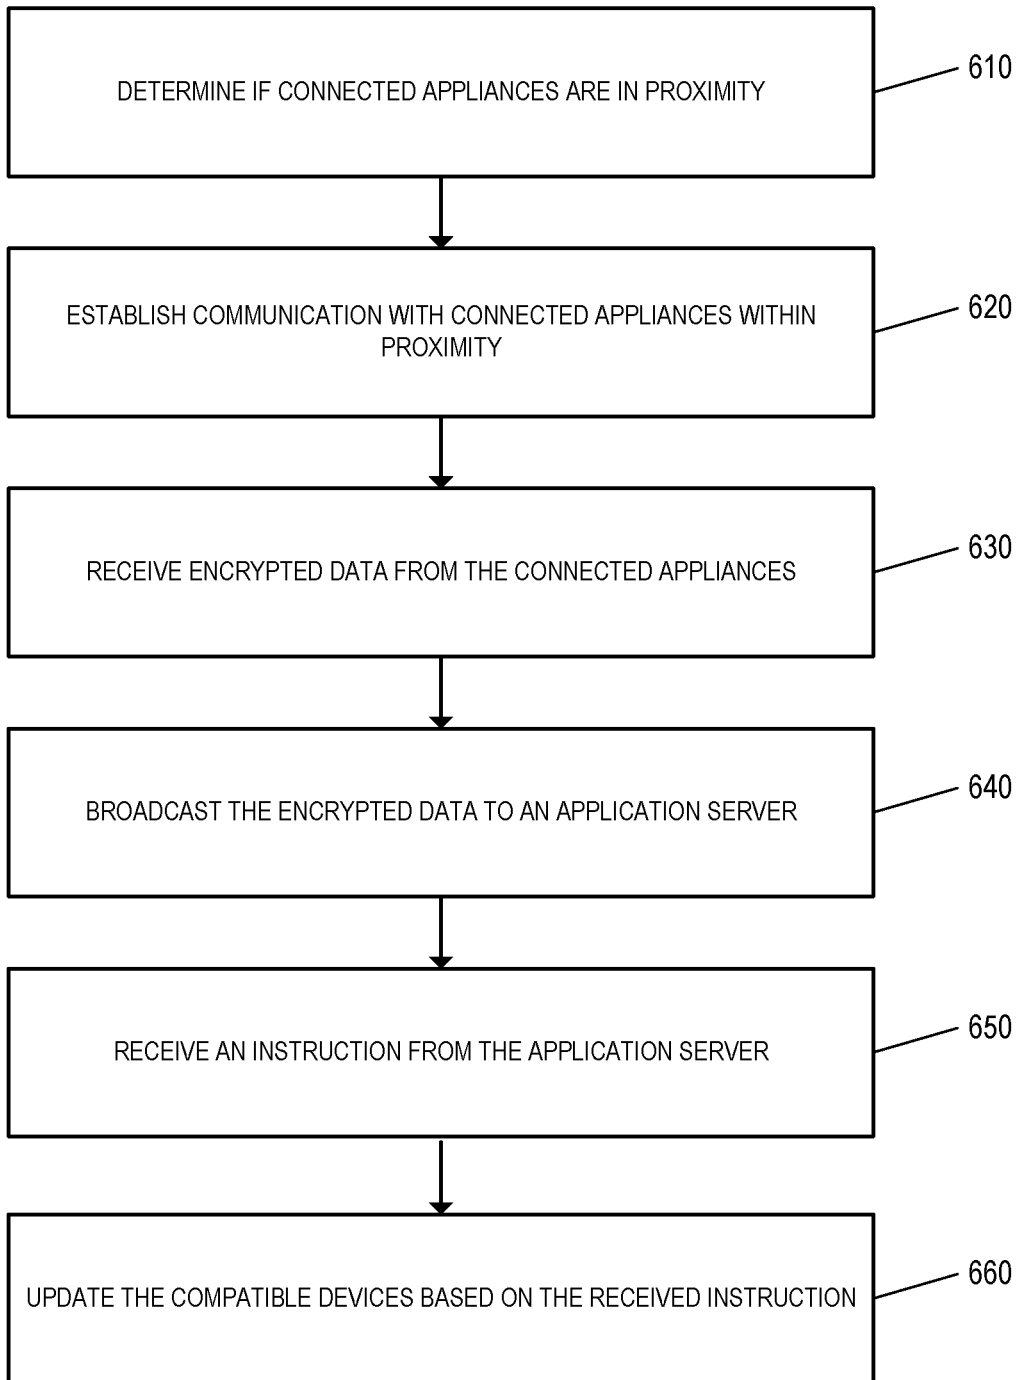 DETERMINE IF CONNECTED APPLIANCES ARE IN PROXIMITY
610
ESTABLISH COMMUNICATION WITH CONNECTED APPLIANCES WITHIN
PROXIMITY
620
RECEIVE ENCRYPTED DATA FROM THE CONNECTED APPLIANCES
630
BROADCAST THE ENCRYPTED DATA TO AN APPLICATION SERVER
640
RECEIVE AN INSTRUCTION FROM THE APPLICATION SERVER
650
UPDATE THE COMPATIBLE DEVICES BASED ON THE RECEIVED INSTRUCTION
660